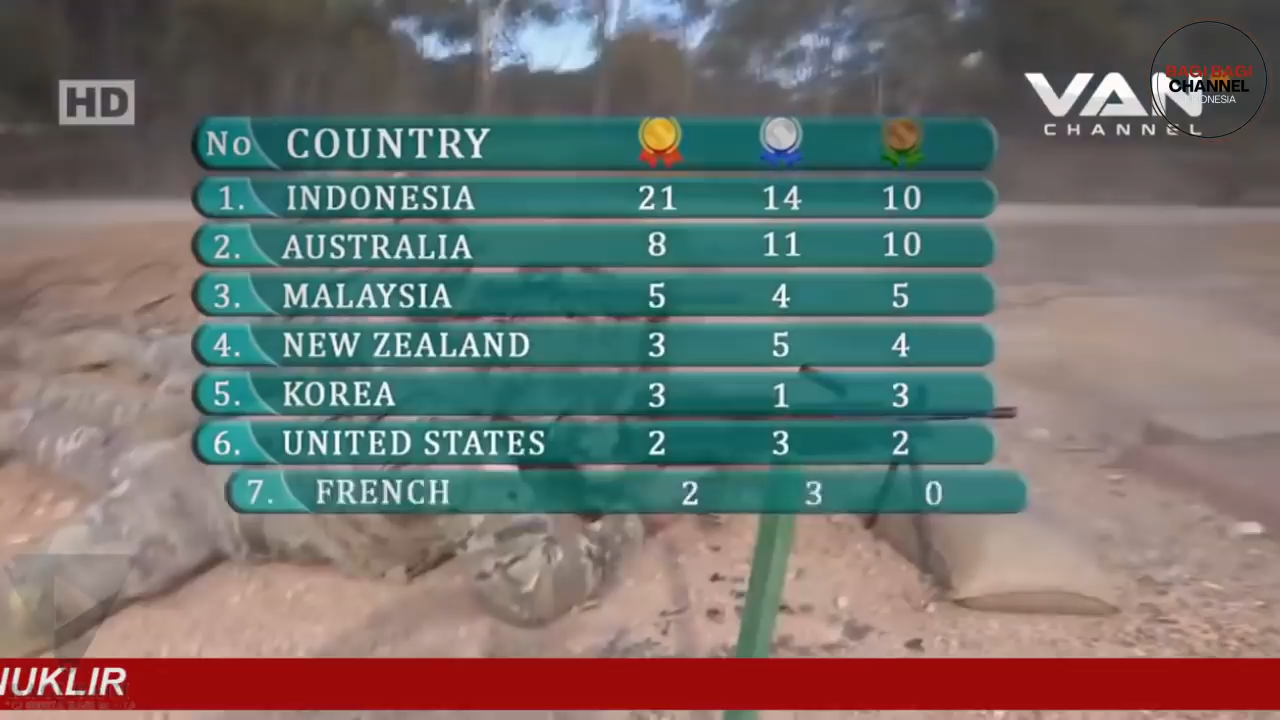 HD
VAN
CHANNEL
BAGI BAGI
CHANNEL
INDONESIA
No COUNTRY
1. INDONESIA 21 14 10
2. AUSTRALIA 8 11 10
3. MALAYSIA 5 4 5
4. NEW ZEALAND 3 5 4
5. KOREA 3 1 3
6. UNITED STATES 2 3 2
7. FRENCH 2 3 0
NUKLIR